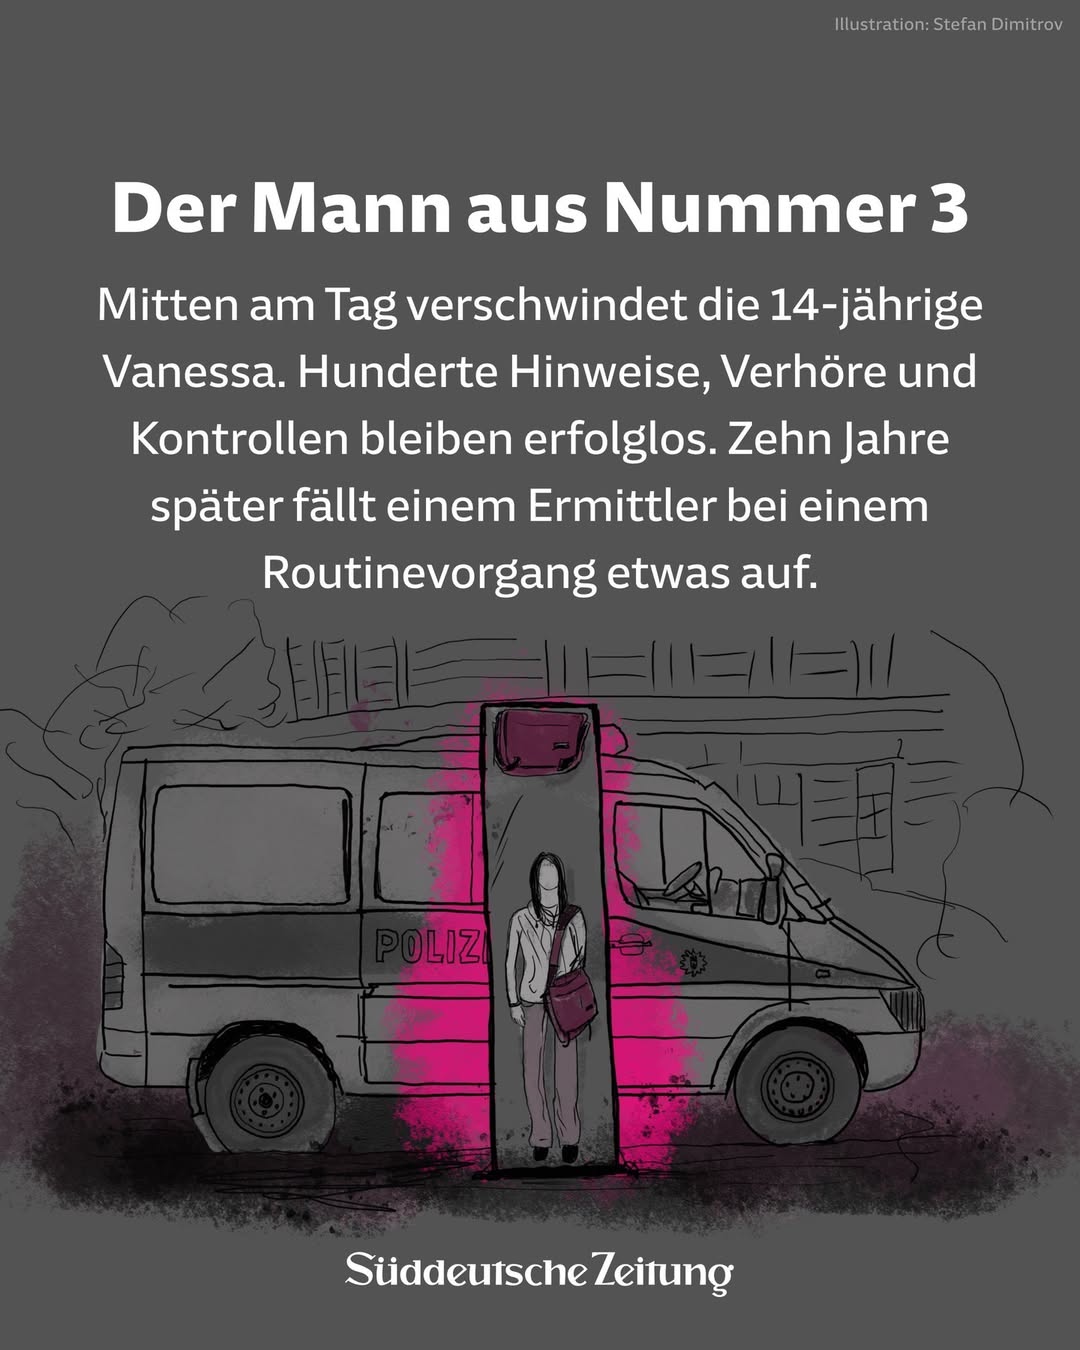 Illustration: Stefan Dimitrov
Der Mann aus Nummer 3
Mitten am Tag verschwindet die 14-jährige
Vanessa. Hunderte Hinweise, Verhöre und
Kontrollen bleiben erfolglos. Zehn Jahre
später fällt einem Ermittler bei einem
Routinevorgang etwas auf.
POLIZ
Süddeutsche Zeitung